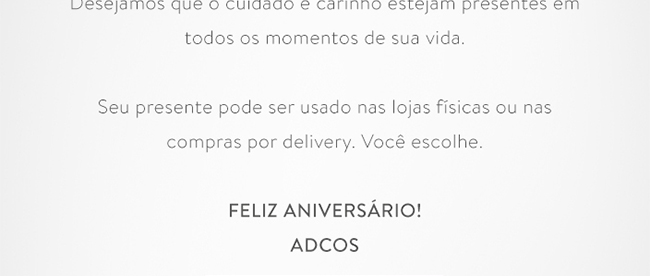 Desejamos que o cuidado e carinho estejam presentes em
todos os momentos de sua vida.
Seu presente pode ser usado nas lojas físicas ou nas
compras por delivery. Você escolhe.
FELIZ ANIVERSÁRIO!
ADCOS